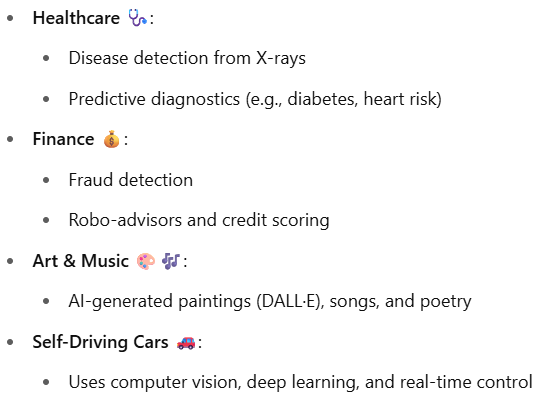 Healthcare 🩺:
Disease detection from X-rays
Predictive diagnostics (e.g., diabetes, heart risk)
Finance 💰:
Fraud detection
Robo-advisors and credit scoring
Art & Music 🎨 🎶:
AI-generated paintings (DALL·E), songs, and poetry
Self-Driving Cars 🚗:
Uses computer vision, deep learning, and real-time control